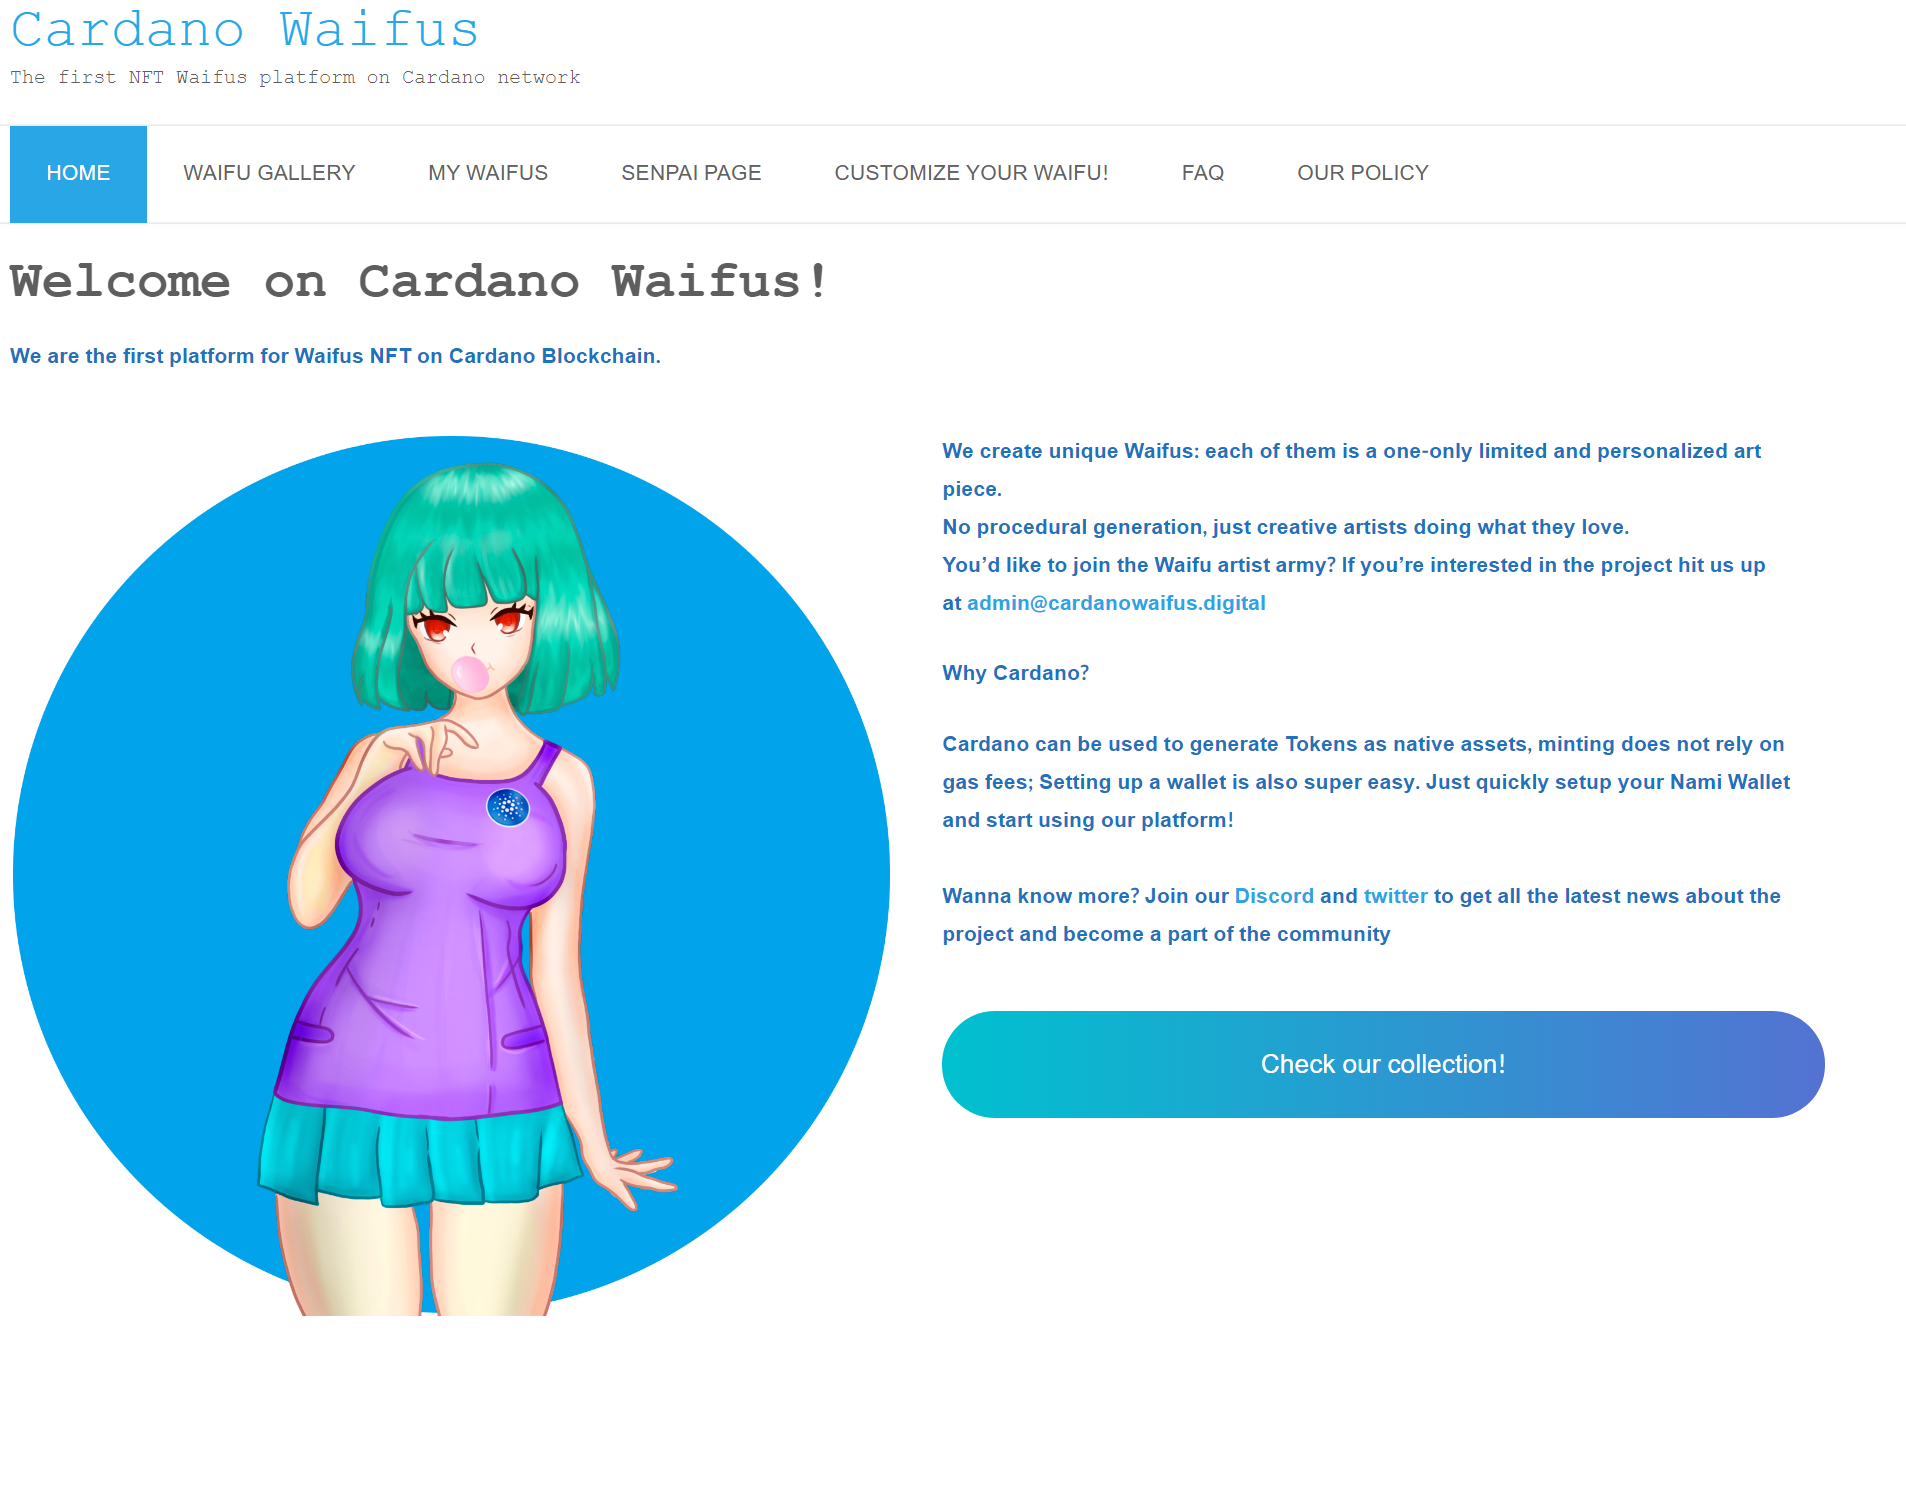 Cardano Waifus
The first NFT Waifus platform on Cardano network
HOME
WAIFU GALLERY
MY WAIFUS
SENPAI PAGE
CUSTOMIZE YOUR WAIFU!
FAQ
OUR POLICY
Welcome on Cardano Waifus!
We are the first platform for Waifus NFT on Cardano Blockchain.
We create unique Waifus: each of them is a one-only limited and personalized art
piece.
No procedural generation, just creative artists doing what they love.
You’d like to join the Waifu artist army? If you’re interested in the project hit us up
at admin@cardanowaifus.digital
Why Cardano?
Cardano can be used to generate Tokens as native assets, minting does not rely on
gas fees; Setting up a wallet is also super easy. Just quickly setup your Nami Wallet
and start using our platform!
Wanna know more? Join our Discord and twitter to get all the latest news about the
project and become a part of the community
Check our collection!